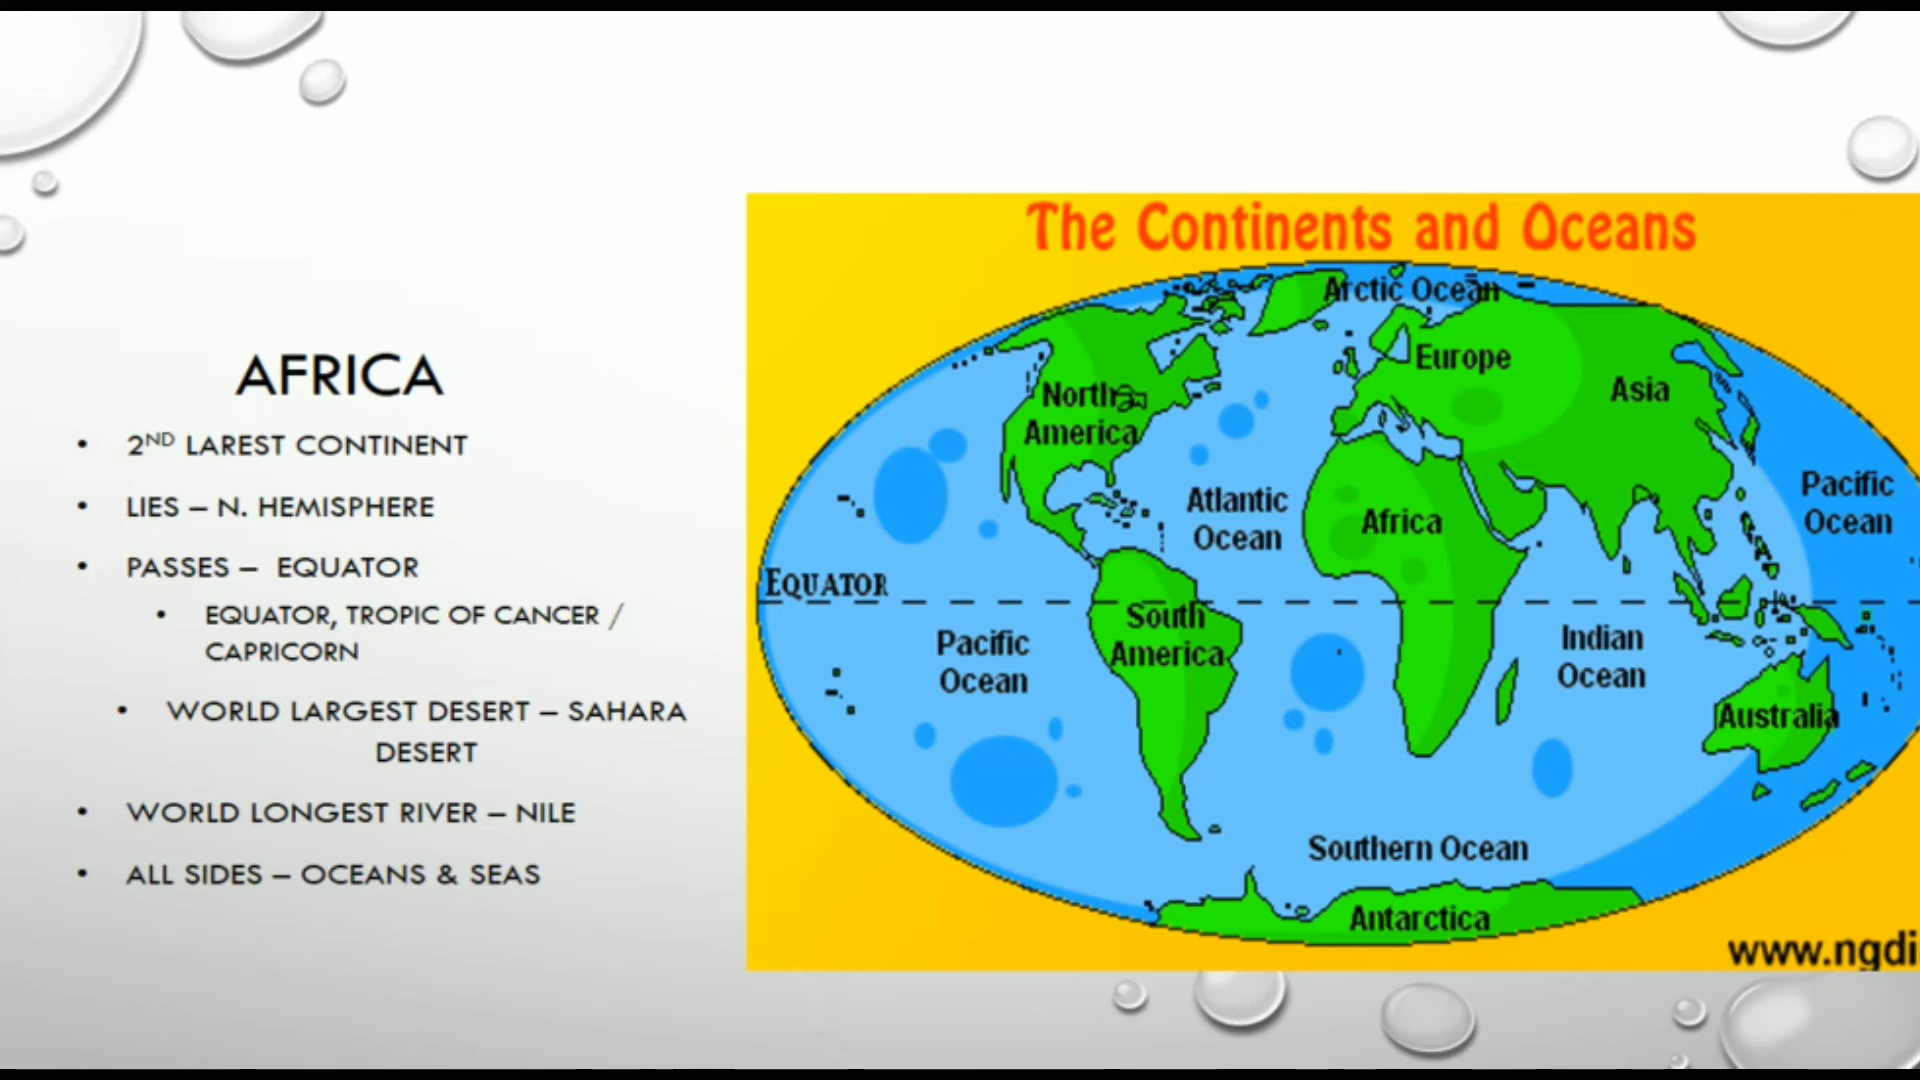 AFRICA
• 2ND LAREST CONTINENT
• LIES – N. HEMISPHERE
• PASSES – EQUATOR
• EQUATOR, TROPIC OF CANCER /
CAPRICORN
• WORLD LARGEST DESERT – SAHARA
DESERT
• WORLD LONGEST RIVER – NILE
• ALL SIDES – OCEANS & SEAS
The Continents and Oceans
Arctic Ocean
Europe
Asia
North
America
Atlantic
Ocean
Africa
Pacific
Ocean
EQUATOR
South
America
Pacific
Ocean
Indian
Ocean
Australia
Southern Ocean
Antarctica
www.ngdi